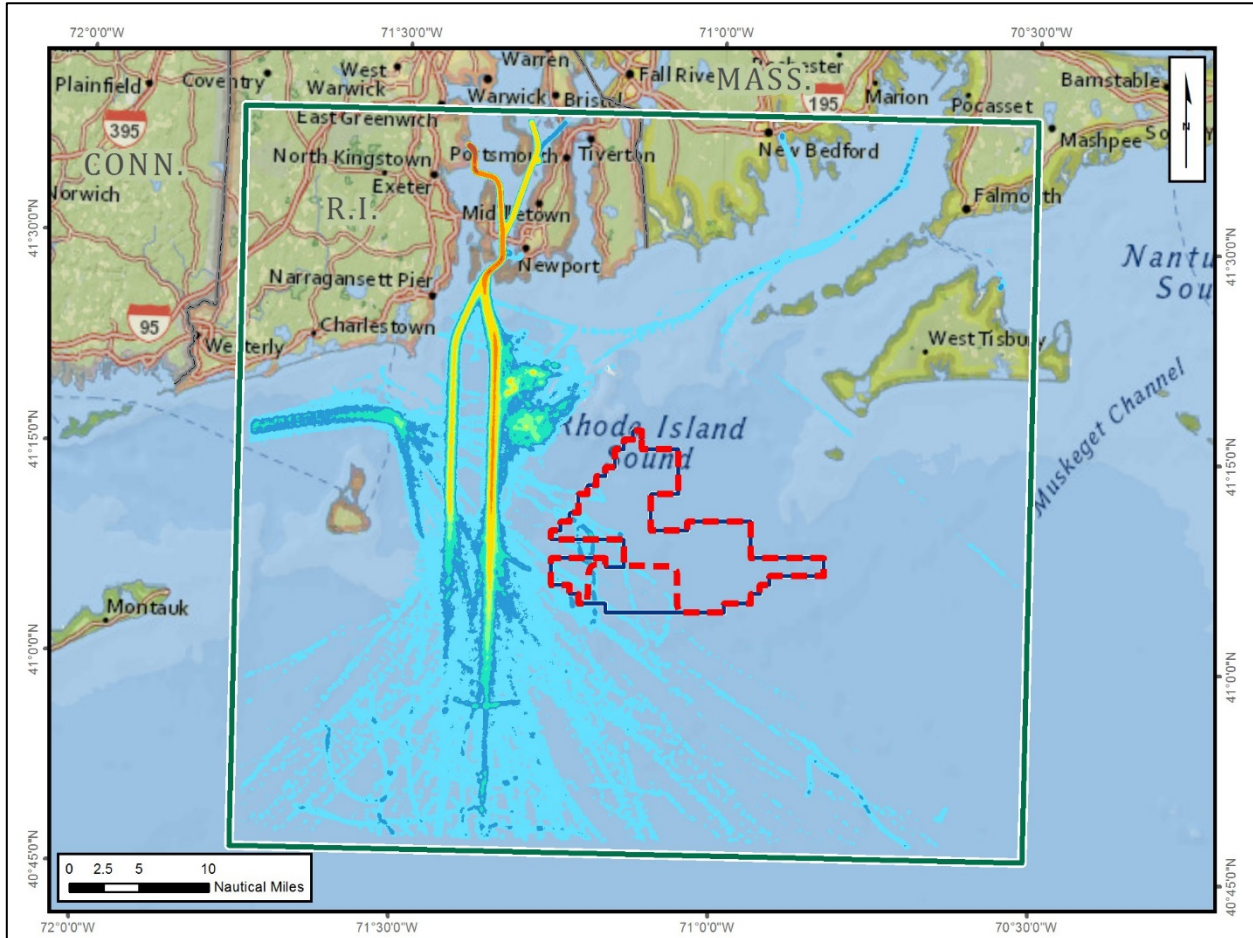 72°0'0"W 71°30'0"W 71°0'0"W 70°30'0"W
MASS.
Warren
Plainfield Coventry West Warwick Warwick Bristol Fall River Marion Barnstable
195
395
East Greenwich
Pocasset
Mashpee
CONN.
North Kingstown
Portsmouth
Tiverton
New Bedford
Norwich
Exeter
R.I.
Falmouth
41°30'0"N
Newport
41°30'0"N
Narragansett Pier
95
Charlestown
Westerly
West Tisbury
Rhode Island
Sound
Muskeget Channel
41°15'0"N
41°15'0"N
Montauk
41°0'0"N
41°0'0"N
40°45'0"N
40°45'0"N
0 2.5 5 10
Nautical Miles
72°0'0"W 71°30'0"W 71°0'0"W 70°30'0"W
N